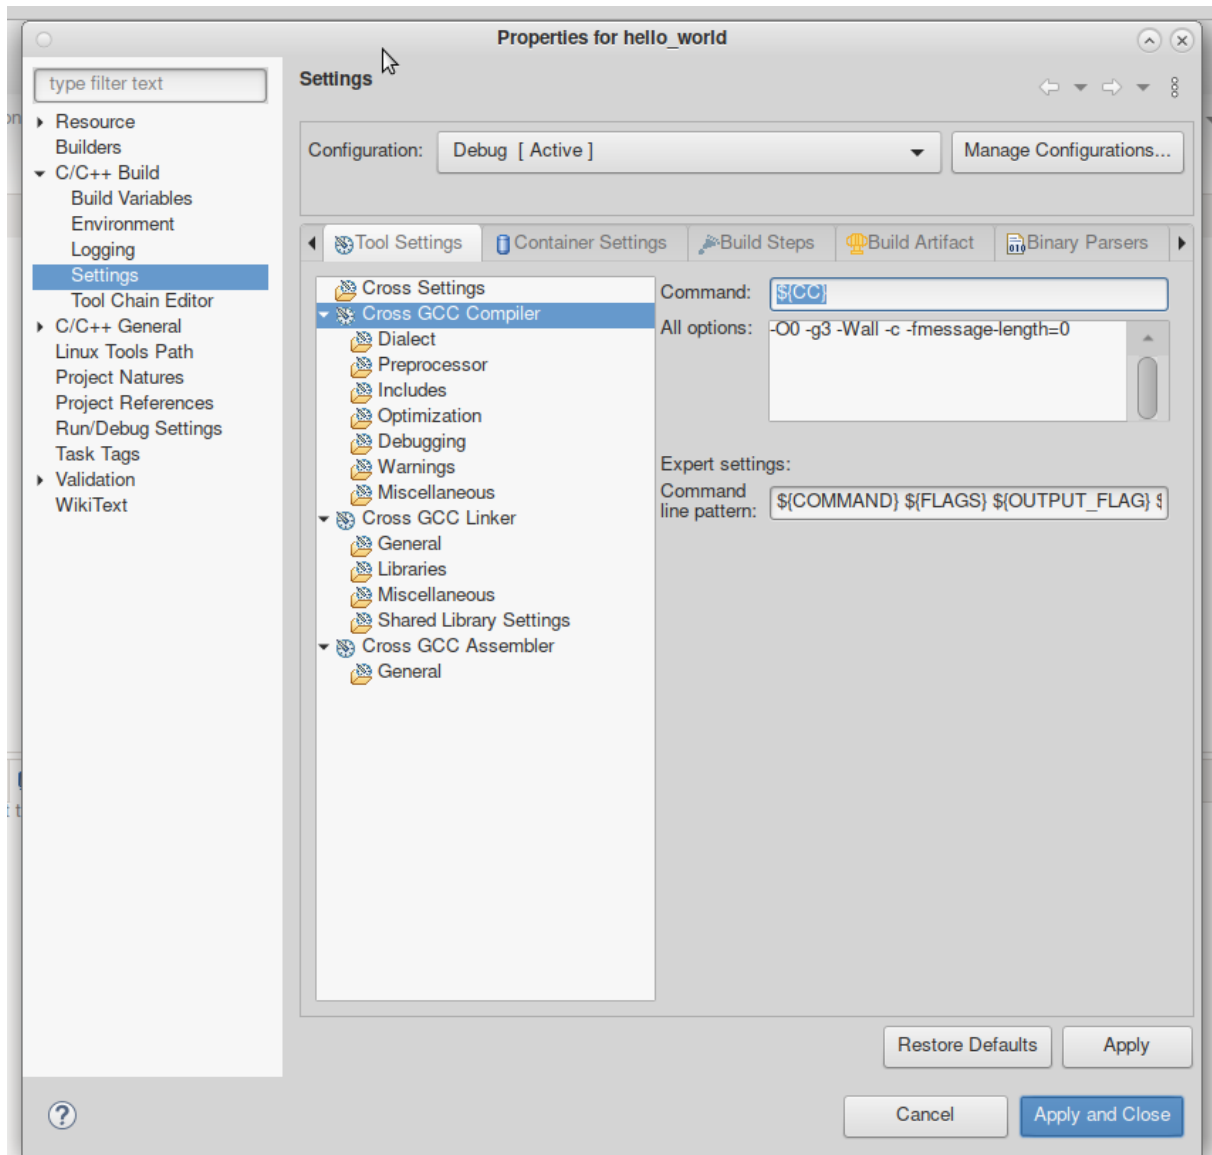 Properties for hello_world
type filter text
Resource
Builders
C/C++ Build
Build Variables
Environment
Logging
Settings
Tool Chain Editor
C/C++ General
Linux Tools Path
Project Natures
Project References
Run/Debug Settings
Task Tags
Validation
WikiText
Settings
Configuration: Debug [ Active ] Manage Configurations...
Tool Settings Container Settings Build Steps Build Artifact Binary Parsers
Cross Settings
Cross GCC Compiler
Dialect
Preprocessor
Includes
Optimization
Debugging
Warnings
Miscellaneous
Cross GCC Linker
General
Libraries
Miscellaneous
Shared Library Settings
Cross GCC Assembler
General
Command: ${CC}
All options: -O0 -g3 -Wall -c -fmessage-length=0
Expert settings:
Command
line pattern: ${COMMAND} ${FLAGS} ${OUTPUT_FLAG} $
Restore Defaults Apply
Cancel Apply and Close